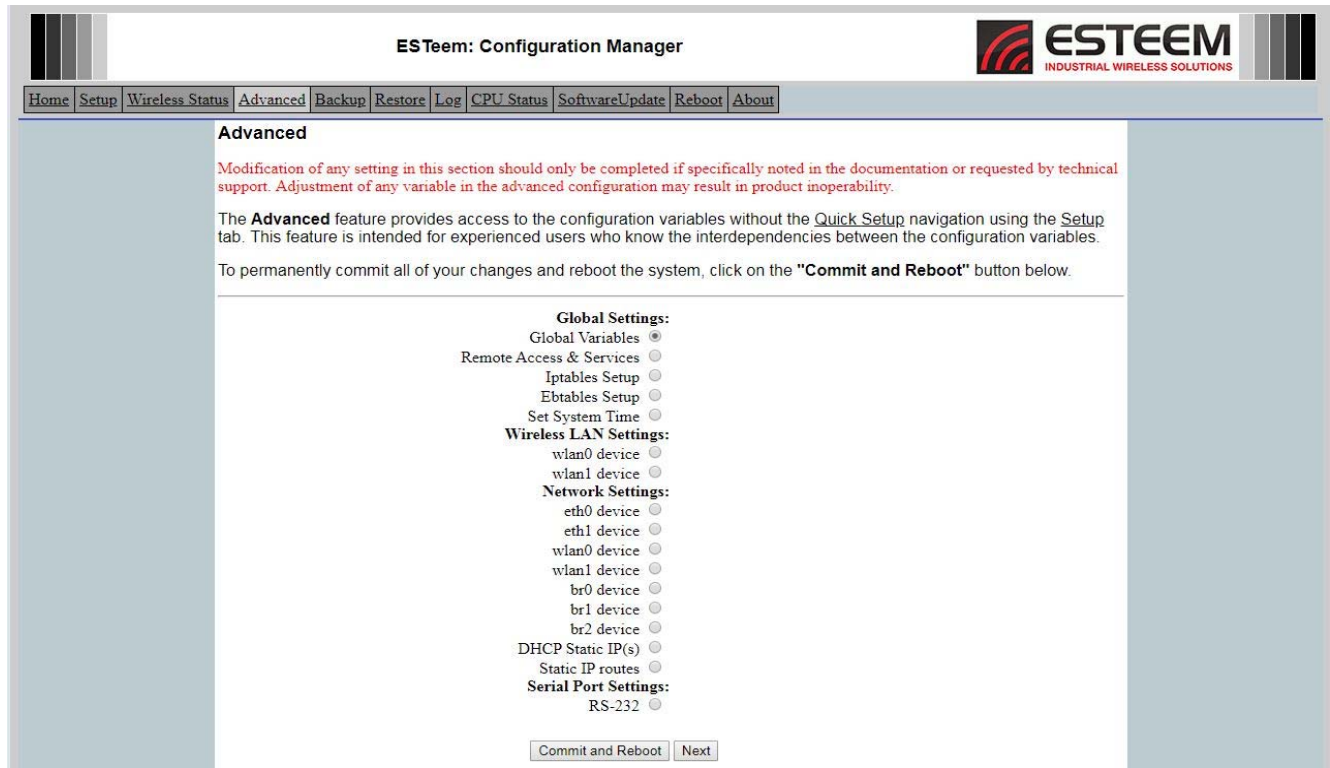 ESTeem: Configuration Manager
ESTEEM
INDUSTRIAL WIRELESS SOLUTIONS
Home Setup Wireless Status Advanced Backup Restore Log CPU Status SoftwareUpdate Reboot About
Advanced
Modification of any setting in this section should only be completed if specifically noted in the documentation or requested by technical
support. Adjustment of any variable in the advanced configuration may result in product inoperability.
The Advanced feature provides access to the configuration variables without the Quick Setup navigation using the Setup
tab. This feature is intended for experienced users who know the interdependencies between the configuration variables.
To permanently commit all of your changes and reboot the system, click on the "Commit and Reboot" button below.
Global Settings:
Global Variables
Remote Access & Services
Iptables Setup
Ebtables Setup
Set System Time
Wireless LAN Settings:
wlan0 device
wlan1 device
Network Settings:
eth0 device
eth1 device
wlan0 device
wlan1 device
br0 device
br1 device
br2 device
DHCP Static IP(s)
Static IP routes
Serial Port Settings:
RS-232
Commit and Reboot Next